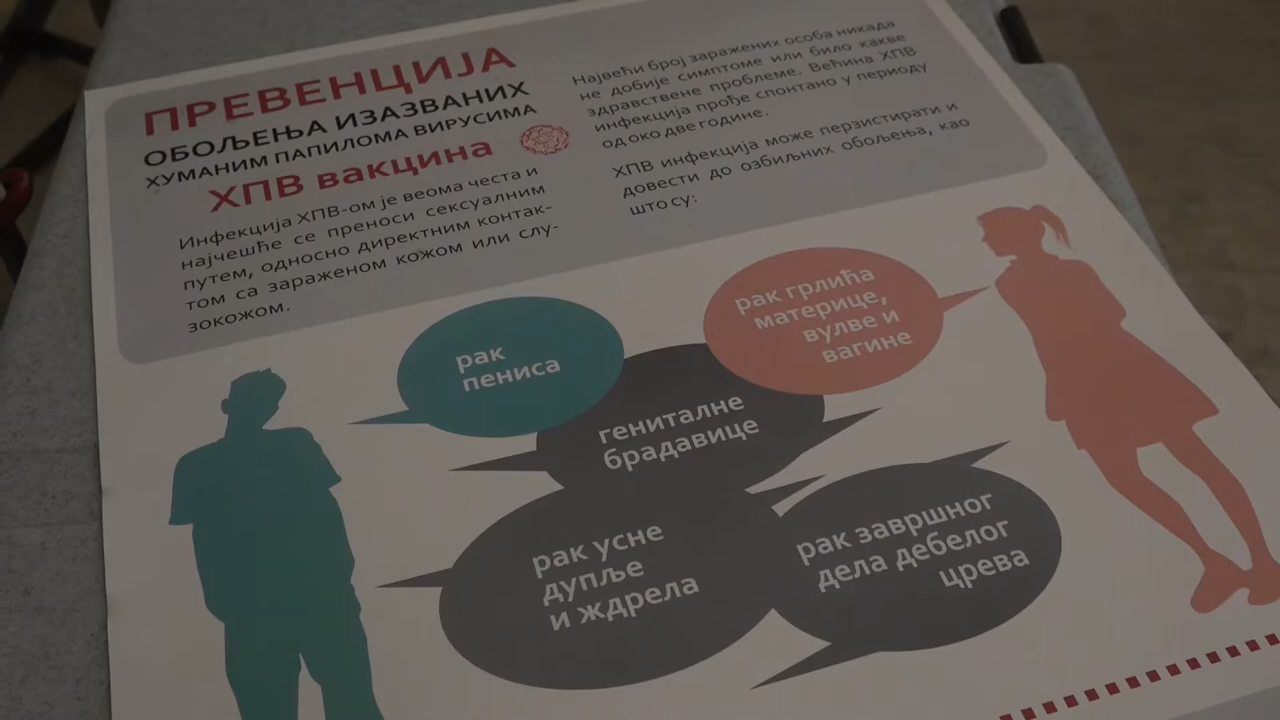 ПРЕВЕНЦИЈА
ОБОЉЕЊА ИЗАЗВАНИХ
ХУМАНИМ ПАПИЛОМА ВИРУСИМА
ХПВ вакцина
Инфекција ХПВ-ом је веома честа и
најчешће се преноси сексуалним
путем, односно директним контак-
том са зараженом кожом или слу-
зокожом.
Највећи број заражених особа никада
не добије симптоме или било какве
здравствене проблеме. Већина ХПВ
инфекција прође спонтано у периоду
од око две године.
ХПВ инфекција може перзистирати и
довести до озбиљних обољења, као
што су:
рак
пениса
рак грлића
материце,
вулве и
вагине
гениталне
брадавице
рак усне
дупље
и ждрела
рак завршног
дела дебелог
црева